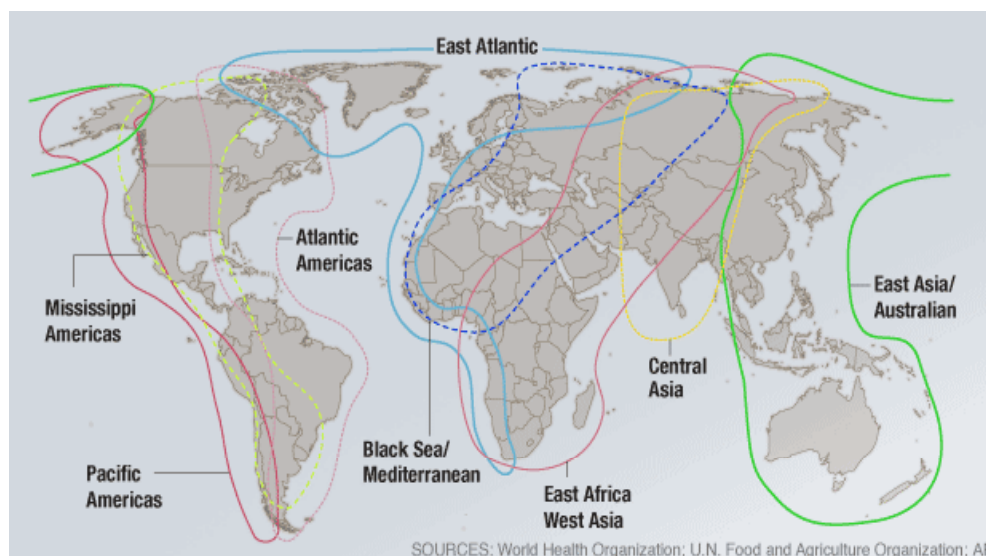 East Atlantic
Atlantic
Americas
Mississippi
Americas
East Asia/
Australian
Central
Asia
Black Sea/
Mediterranean
Pacific
Americas
East Africa
West Asia
SOURCES: World Health Organization; U.N. Food and Agriculture Organization;